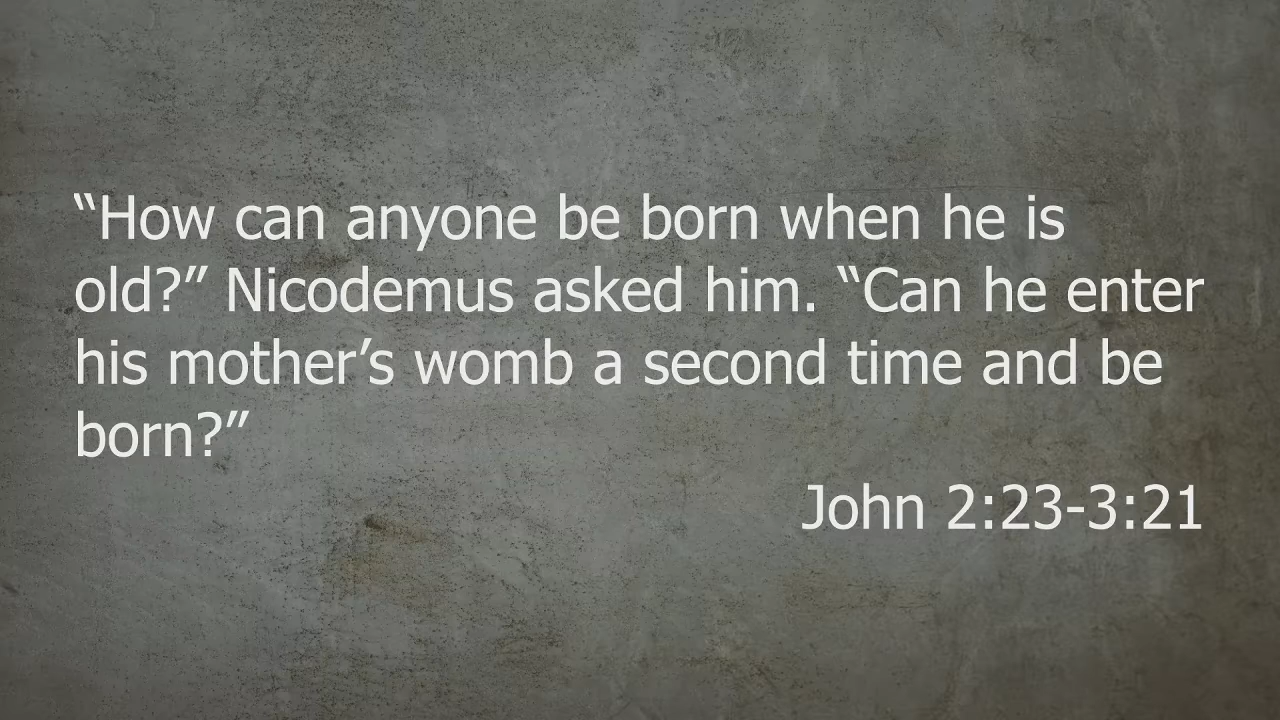 “How can anyone be born when he is
old?” Nicodemus asked him. “Can he enter
his mother’s womb a second time and be
born?”
John 2:23-3:21